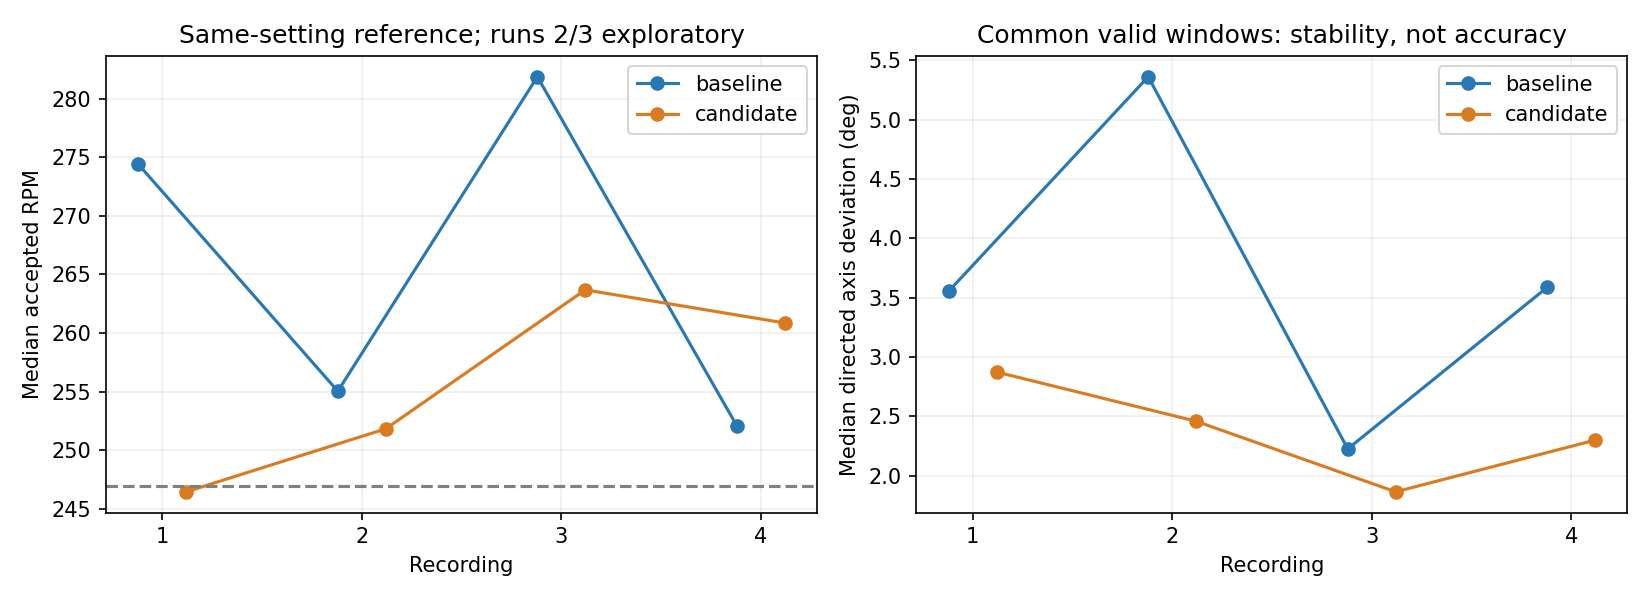 Same-setting reference; runs 2/3 exploratory
baseline
candidate
Median accepted RPM
280
275
270
265
260
255
250
245
1 2 3 4
Recording
Common valid windows: stability, not accuracy
baseline
candidate
Median directed axis deviation (deg)
5.5
5.0
4.5
4.0
3.5
3.0
2.5
2.0
1 2 3 4
Recording